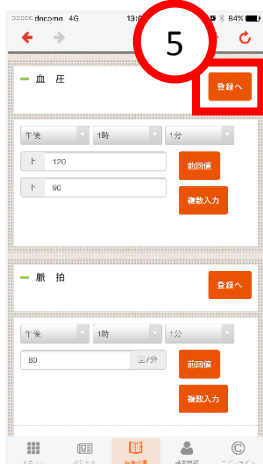 docomo 4G 13: 84%
5
血 圧
登録へ
午後 1時 1分
上 120
前回値
下 90
複数入力
脈 拍
登録へ
午後 1時 1分
80 回/分
前回値
複数入力